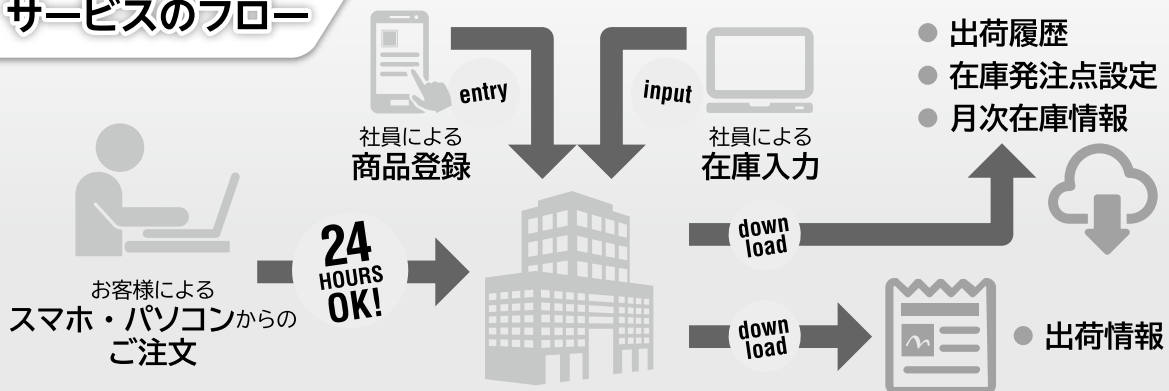 サービスのフロー
entry
社員による
商品登録
input
社員による
在庫入力
● 出荷履歴
● 在庫発注点設定
● 月次在庫情報
お客様による
スマホ・パソコンからの
ご注文
24
HOURS
OK!
down
load
down
load
● 出荷情報